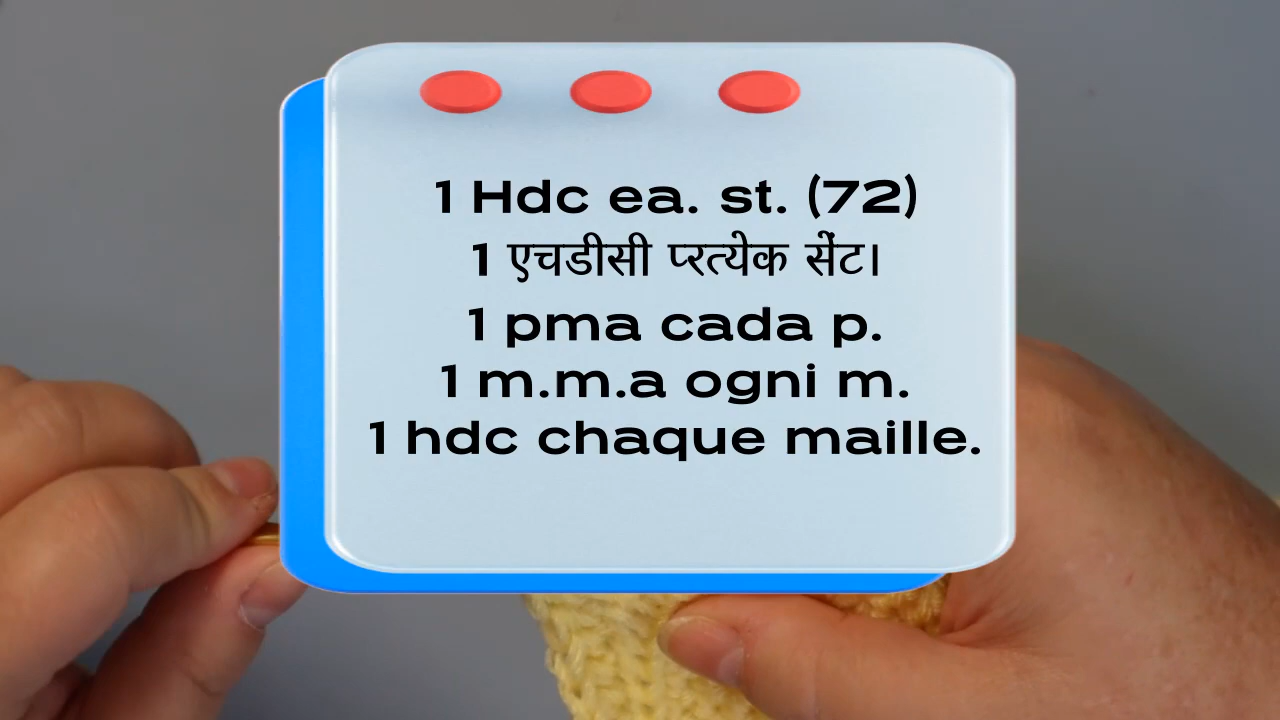 1 Hdc ea. st. (72)
1 एचडीसी प्रत्येक सेंट।
1 pma cada p.
1 m.m.a ogni m.
1 hdc chaque maille.